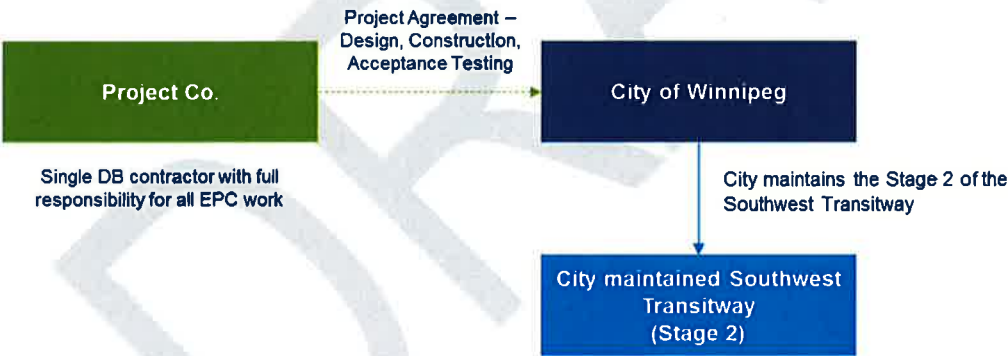 Project Agreement –
Design, Construction,
Acceptance Testing
Project Co.
City of Winnipeg
Single DB contractor with full
responsibility for all EPC work
City maintains the Stage 2 of the
Southwest Transitway
City maintained Southwest
Transitway
(Stage 2)